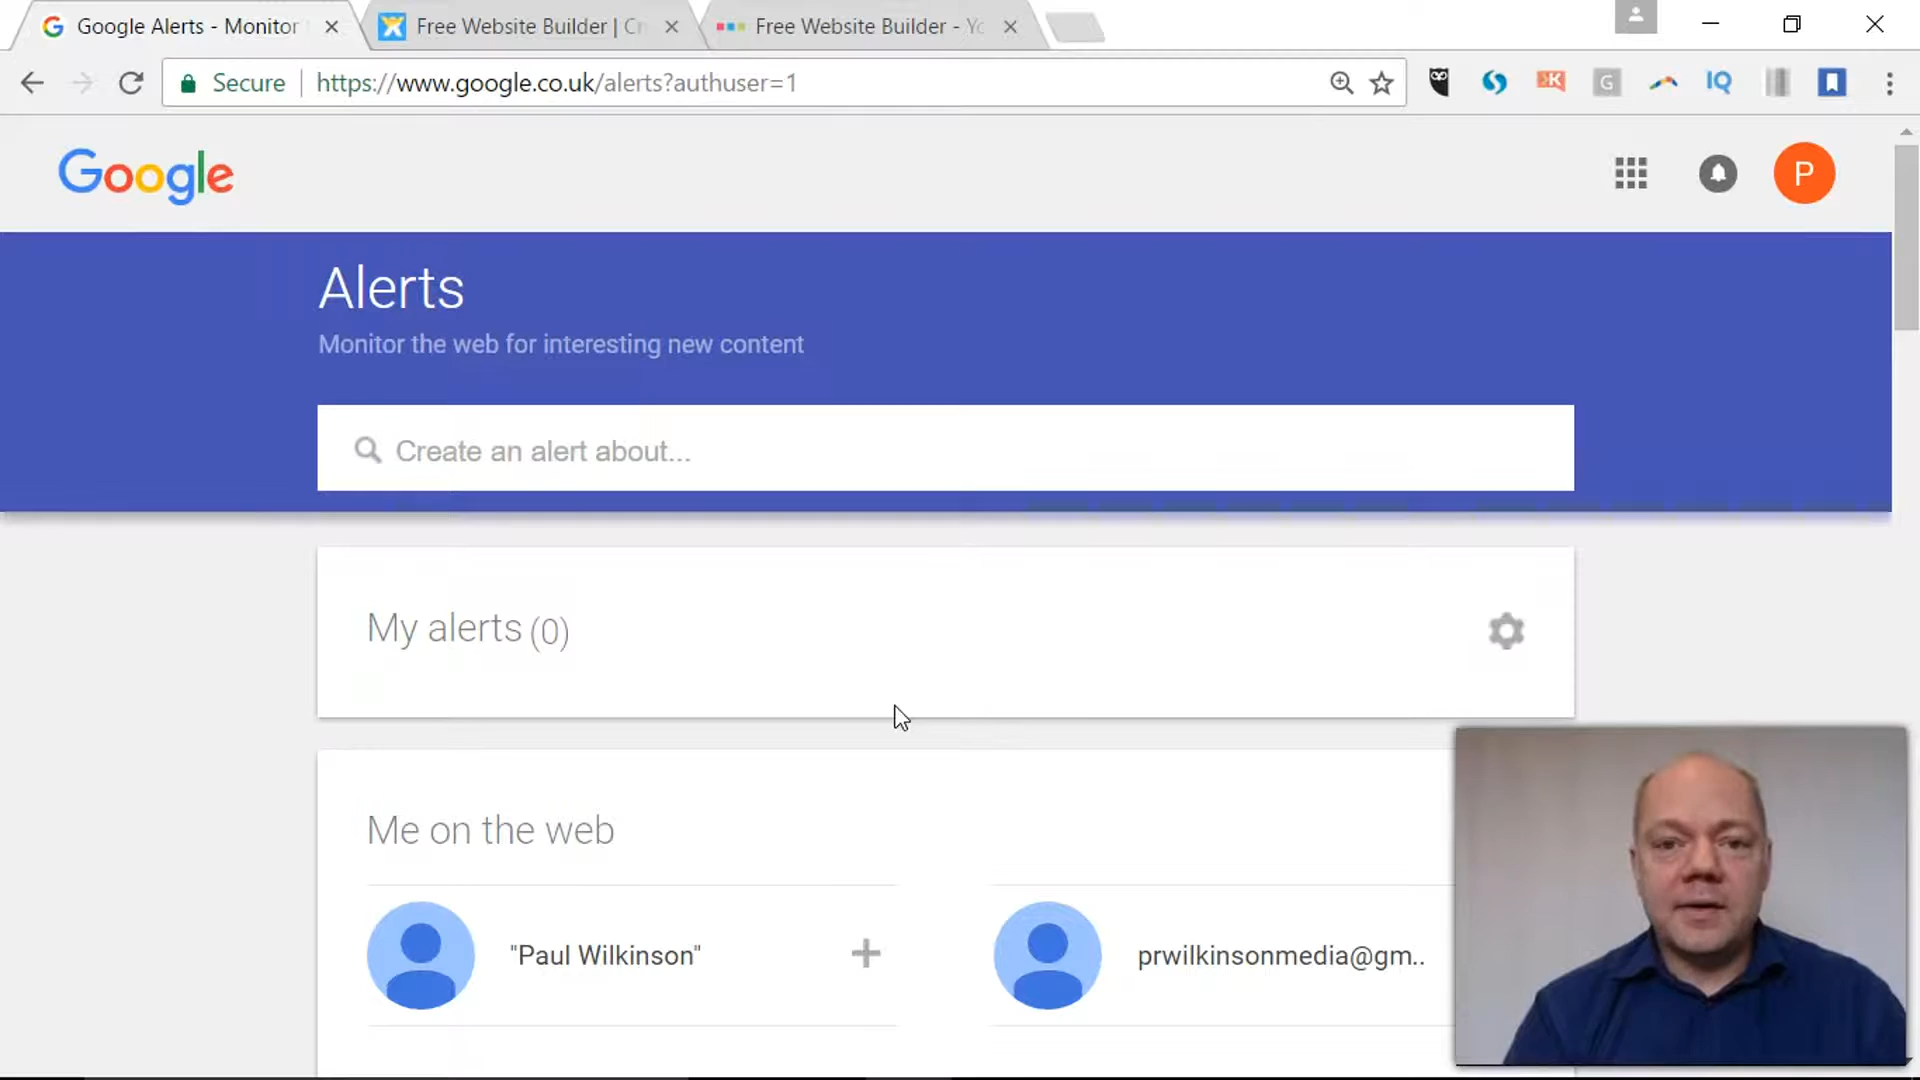 Google Alerts - Monitor
Free Website Builder | Cr
Free Website Builder - Yo
Secure
https://www.google.co.uk/alerts?authuser=1
K
G
IQ
Google
P
Alerts
Monitor the web for interesting new content
Create an alert about...
My alerts (0)
Me on the web
"Paul Wilkinson"
prwilkinsonmedia@gm..